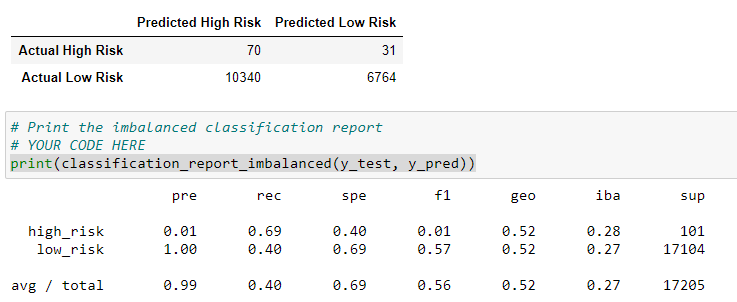 Predicted High Risk Predicted Low Risk
Actual High Risk 70 31
Actual Low Risk 10340 6764
# Print the imbalanced classification report
# YOUR CODE HERE
print(classification_report_imbalanced(y_test, y_pred))
pre rec spe f1 geo iba sup
high_risk 0.01 0.69 0.40 0.01 0.52 0.28 101
low_risk 1.00 0.40 0.69 0.57 0.52 0.27 17104
avg / total 0.99 0.40 0.69 0.56 0.52 0.27 17205